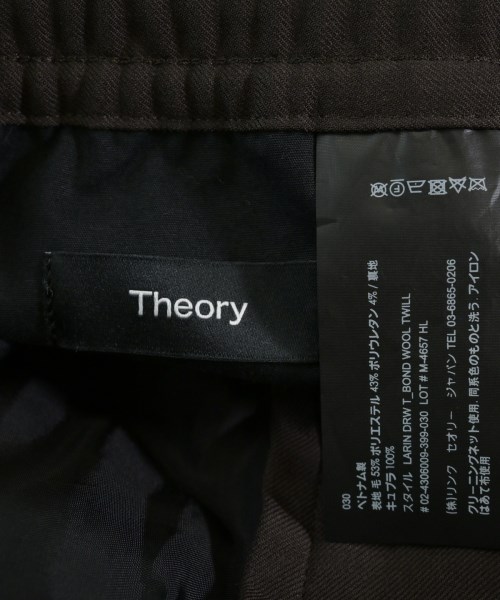 Theory
030
ベトナム製
表地 毛 53% ポリエステル 43% ポリウレタン 4% / 裏地
キュプラ 100%
スタイル LARIN DRW T_BOND WOOL TWILL
# 02-4306009-399-030 LOT # M-4657 HL
(株)リンク セオリー ジャパン TEL 03-6865-0206
クリーニングネット使用. 同系色のものと洗う. アイロン
はあて布使用